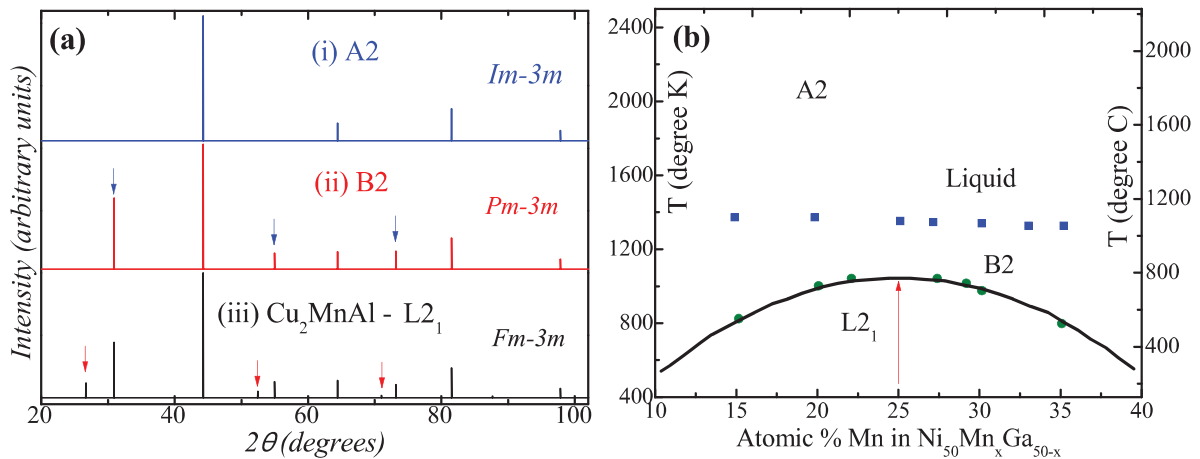 (a)
(i) A2
Im-3m
(ii) B2
Pm-3m
(iii) Cu₂MnAl - L2₁
Fm-3m
Intensity (arbitrary units)
20 40 60 80 100
2θ (degrees)
(b)
2400
2000
1600
1200
800
400
T (degree K)
A2
Liquid
B2
L2₁
2000
1600
1200
800
400
T (degree C)
10 15 20 25 30 35 40
Atomic % Mn in Ni₅₀MnₓGa₅₀₋ₓ